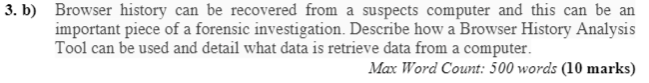 3. b) Browser history can be recovered from a suspects computer and this can be an
important piece of a forensic investigation. Describe how a Browser History Analysis
Tool can be used and detail what data is retrieve data from a computer.
Max Word Count: 500 words (10 marks)